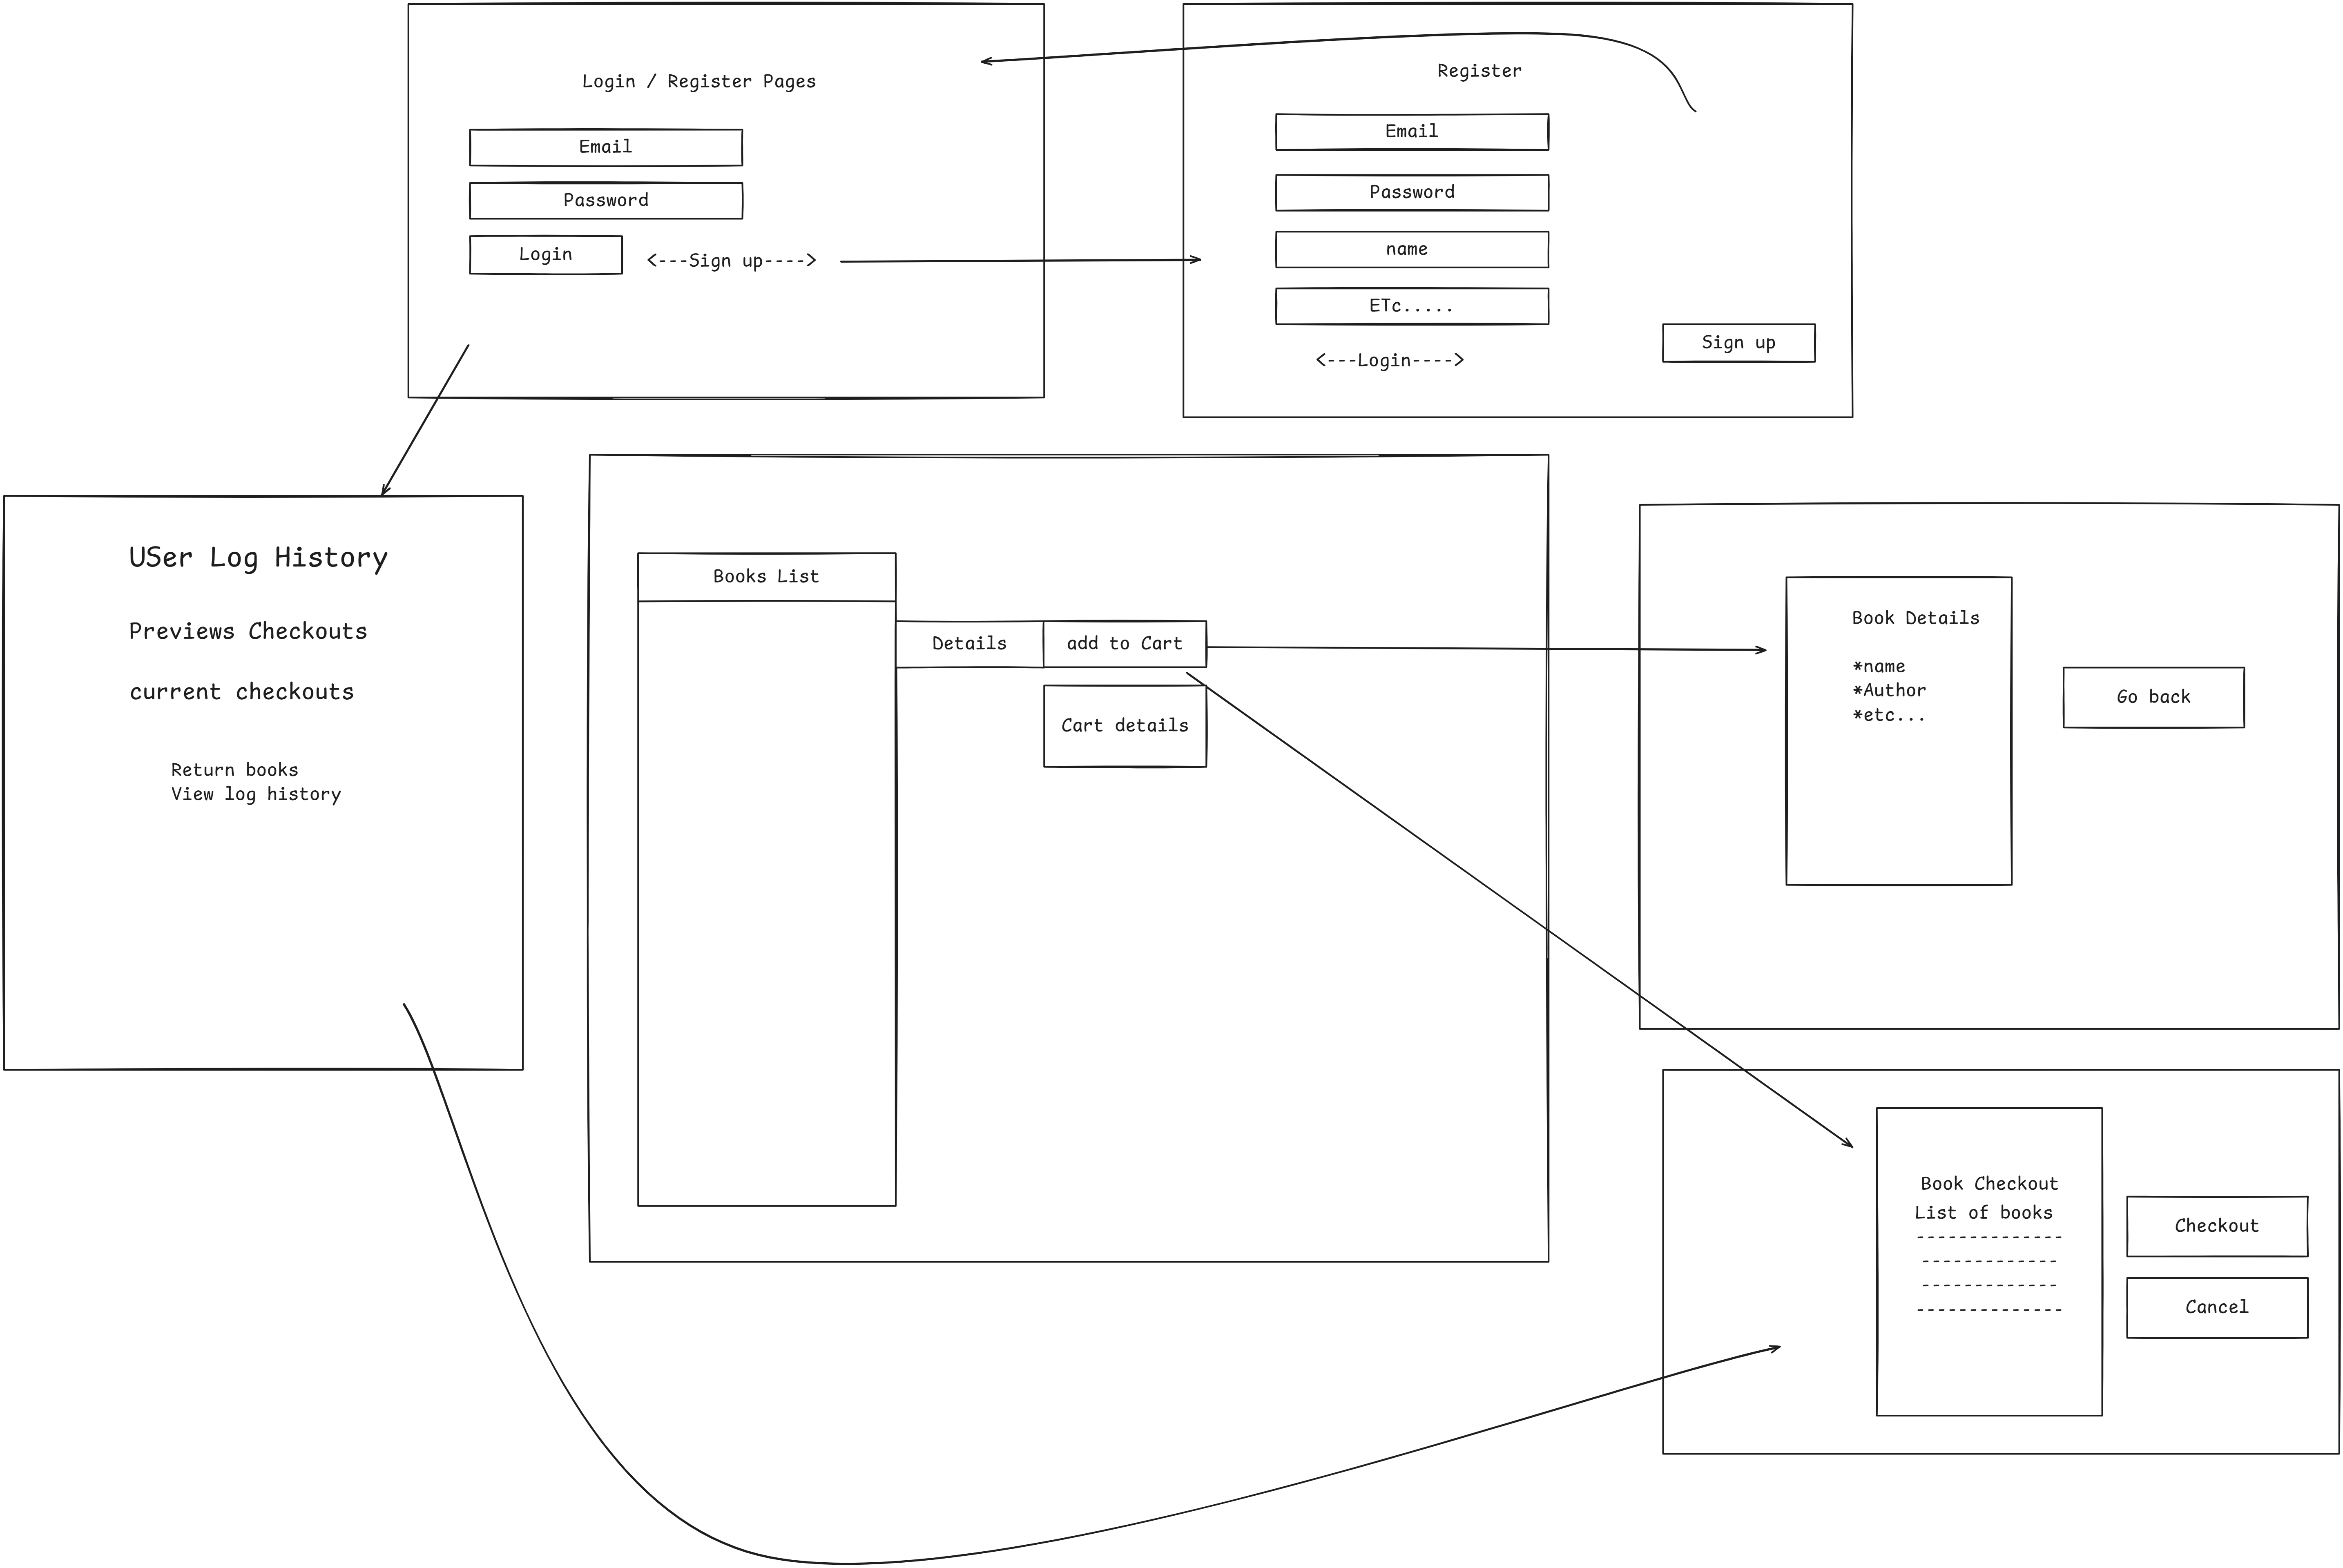 Login / Register Pages
Email
Password
Login
<---Sign up---->
Register
Email
Password
name
ETc.....
<---Login---->
Sign up
USer Log History
Previews Checkouts
current checkouts
Return books
View log history
Books List
Details
add to Cart
Cart details
Book Details
*name
*Author
*etc...
Go back
Book Checkout
List of books
--------------
-------------
-------------
--------------
Checkout
Cancel